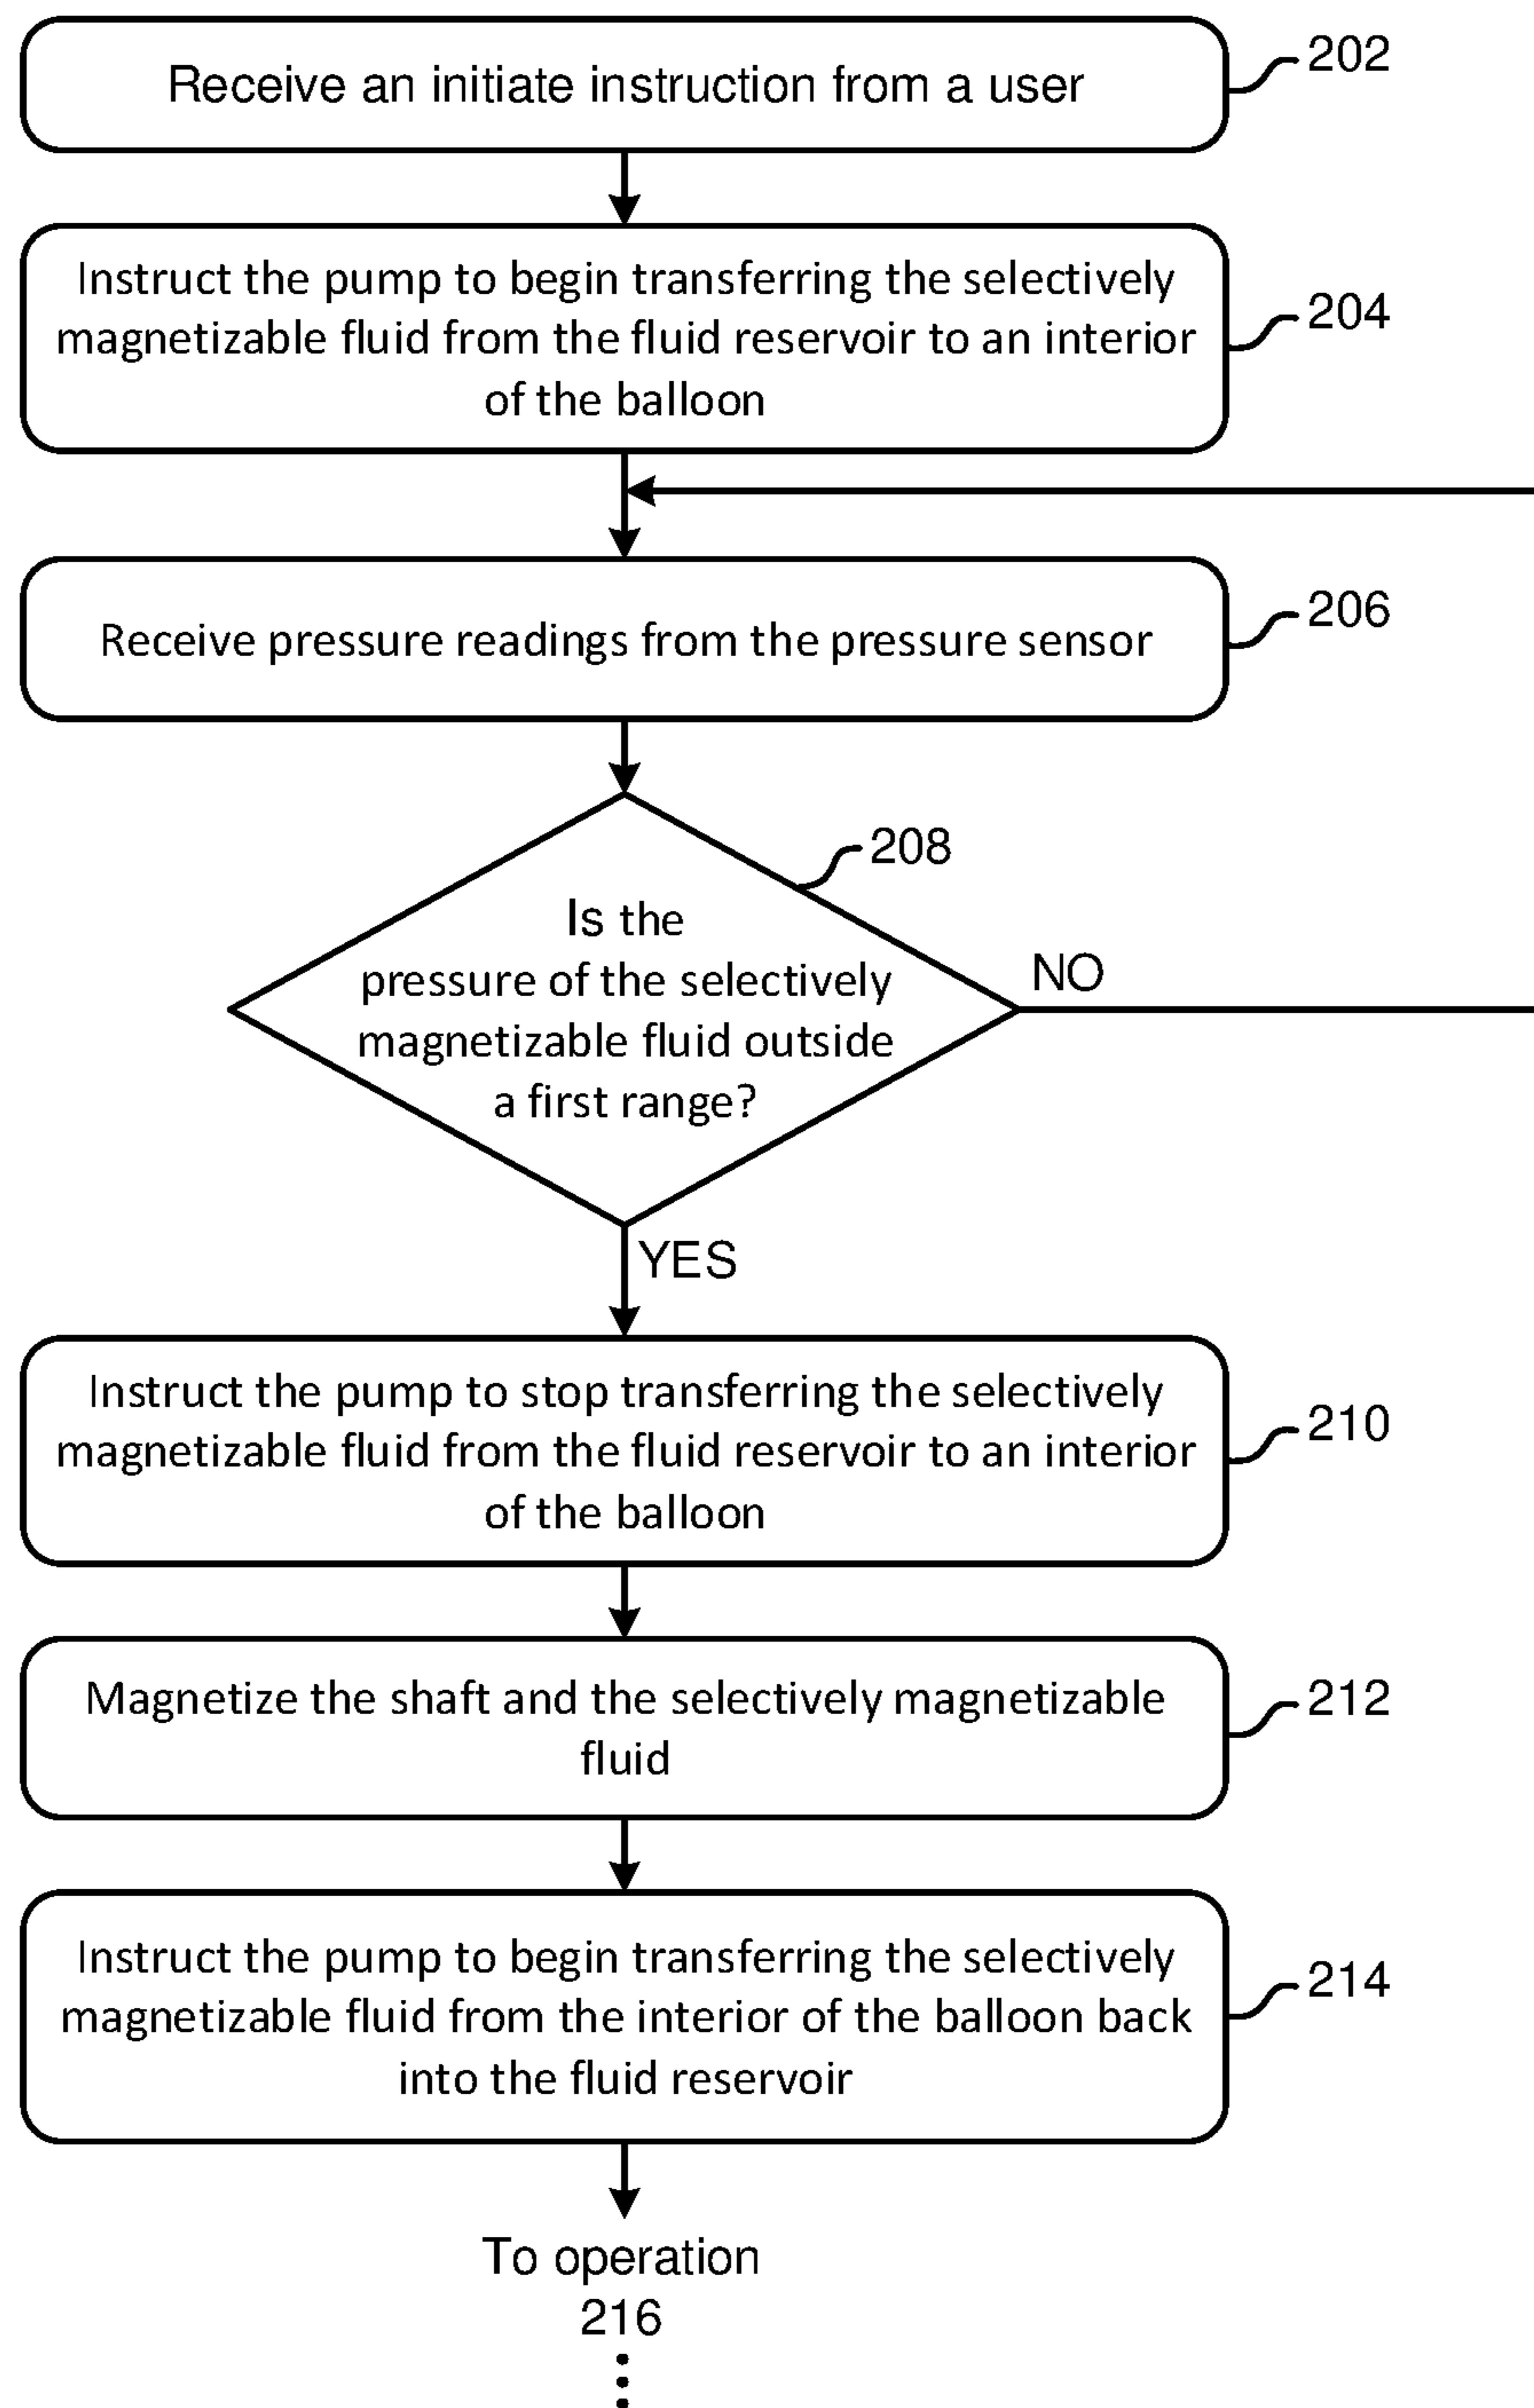 Receive an initiate instruction from a user
202
Instruct the pump to begin transferring the selectively
magnetizable fluid from the fluid reservoir to an interior
of the balloon
204
Receive pressure readings from the pressure sensor
206
208
Is the
pressure of the selectively
magnetizable fluid outside
a first range?
NO
YES
Instruct the pump to stop transferring the selectively
magnetizable fluid from the fluid reservoir to an interior
of the balloon
210
Magnetize the shaft and the selectively magnetizable
fluid
212
Instruct the pump to begin transferring the selectively
magnetizable fluid from the interior of the balloon back
into the fluid reservoir
214
To operation
216